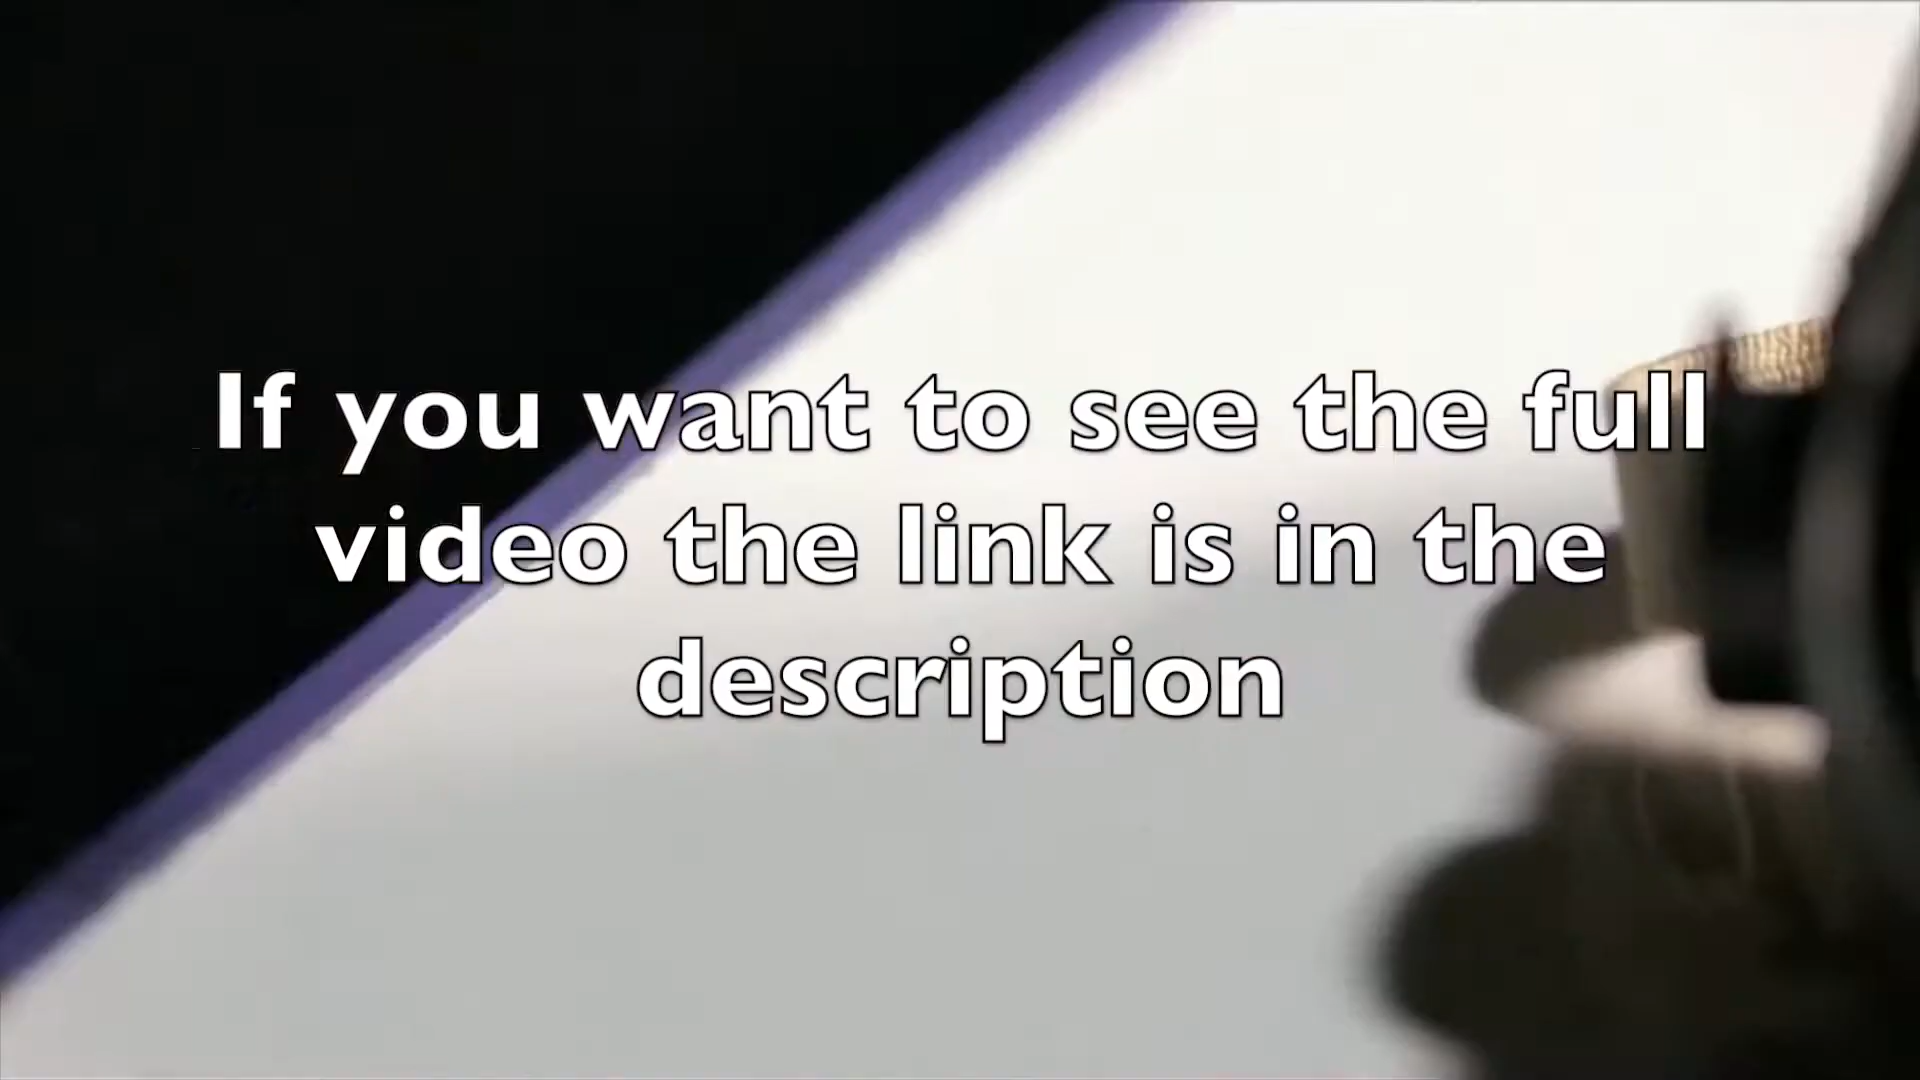 If you want to see the full
video the link is in the
description